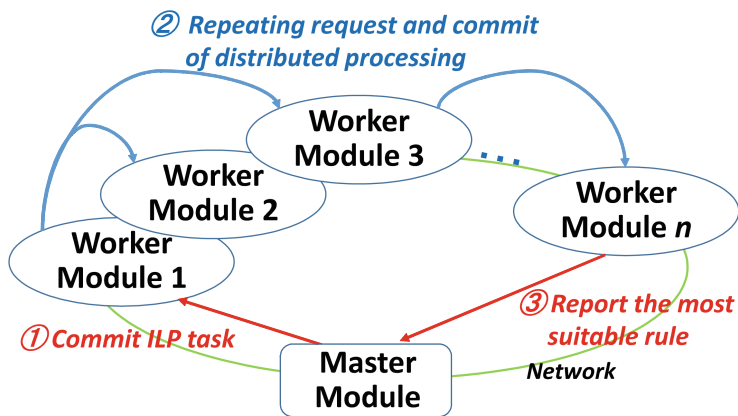 ② Repeating request and commit
of distributed processing
Worker
Module 3
Worker
Module 2
Worker
Module n
Worker
Module 1
③ Report the most
suitable rule
① Commit ILP task
Master
Module
Network